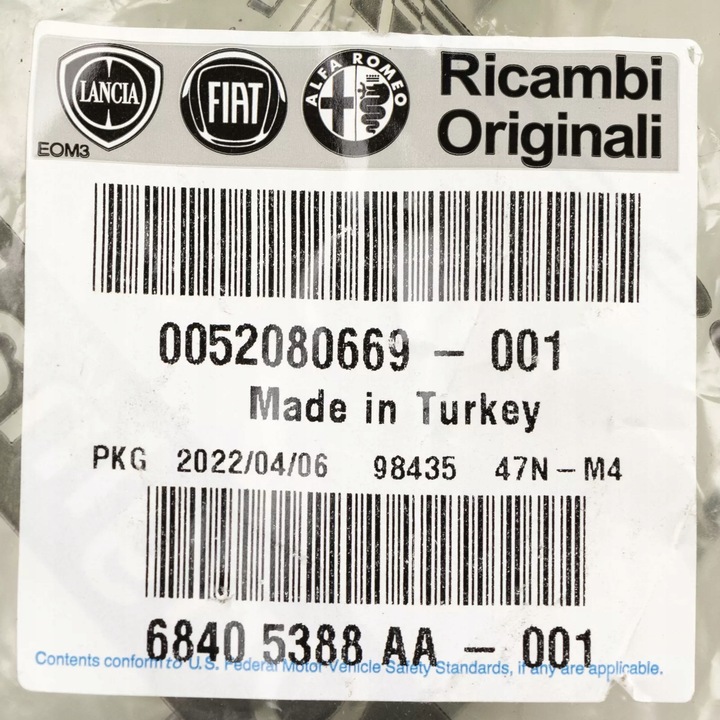 LANCIA FIAT ALFA ROMEO Ricambi
Originali
EOM3
0052080669 - 001
Made in Turkey
PKG 2022/04/06 98435 47N-M4
6840 5388 AA - 001
Contents conform to U.S. Federal Motor Vehicle Safety Standards, if any are applicable.